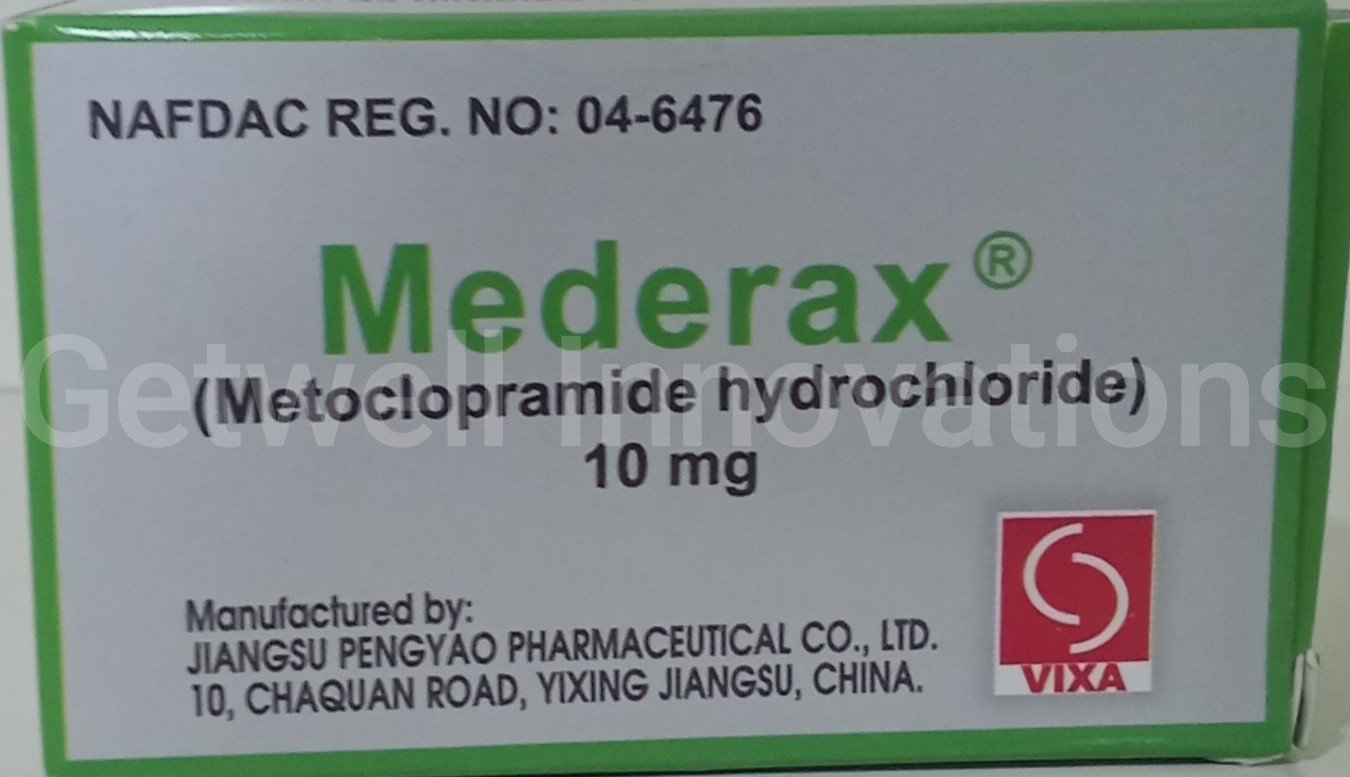 NAFDAC REG. NO: 04-6476
Mederax ®
Getwell Innovations
(Metoclopramide hydrochloride)
10 mg
Manufactured by:
JIANGSU PENGYAO PHARMACEUTICAL CO., LTD.
10, CHAQUAN ROAD, YIXING JIANGSU, CHINA.
VIXA